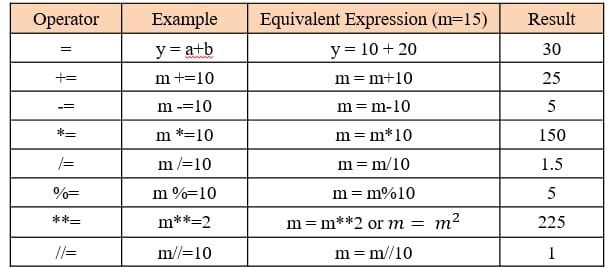 Operator Example Equivalent Expression (m=15) Result
= y = a+b y = 10 + 20 30
+= m +=10 m = m+10 25
-= m -=10 m = m-10 5
*= m *=10 m = m*10 150
/= m /=10 m = m/10 1.5
%= m %=10 m = m%10 5
**= m**=2 m = m**2 or m = m² 225
//= m//=10 m = m//10 1